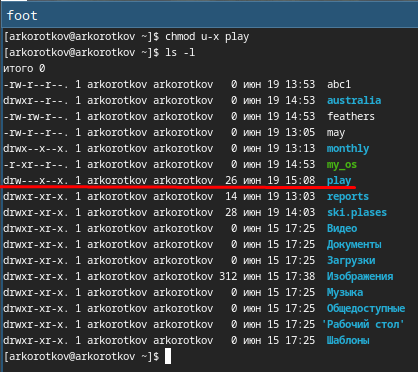 foot
[arkorotkov@arkorotkov ~]$ chmod u-x play
[arkorotkov@arkorotkov ~]$ ls -l
итого 0
-rw-r--r--. 1 arkorotkov arkorotkov 0 июн 19 13:53 abc1
drwxr--r--. 1 arkorotkov arkorotkov 0 июн 19 14:53 australia
-rw-rw-r--. 1 arkorotkov arkorotkov 0 июн 19 14:53 feathers
-rw-r--r--. 1 arkorotkov arkorotkov 0 июн 19 13:05 may
drwx--x--x. 1 arkorotkov arkorotkov 0 июн 19 13:13 monthly
-r-xr--r--. 1 arkorotkov arkorotkov 0 июн 19 14:53 my_os
drw---x--x. 1 arkorotkov arkorotkov 26 июн 19 15:08 play
drwxr-xr-x. 1 arkorotkov arkorotkov 14 июн 19 13:03 reports
drwxr-xr-x. 1 arkorotkov arkorotkov 28 июн 19 14:03 ski.plases
drwxr-xr-x. 1 arkorotkov arkorotkov 0 июн 15 17:25 Видео
drwxr-xr-x. 1 arkorotkov arkorotkov 0 июн 15 17:25 Документы
drwxr-xr-x. 1 arkorotkov arkorotkov 0 июн 15 17:25 Загрузки
drwxr-xr-x. 1 arkorotkov arkorotkov 312 июн 15 17:38 Изображения
drwxr-xr-x. 1 arkorotkov arkorotkov 0 июн 15 17:25 Музыка
drwxr-xr-x. 1 arkorotkov arkorotkov 0 июн 15 17:25 Общедоступные
drwxr-xr-x. 1 arkorotkov arkorotkov 0 июн 15 17:25 'Рабочий стол'
drwxr-xr-x. 1 arkorotkov arkorotkov 0 июн 15 17:25 Шаблоны
[arkorotkov@arkorotkov ~]$